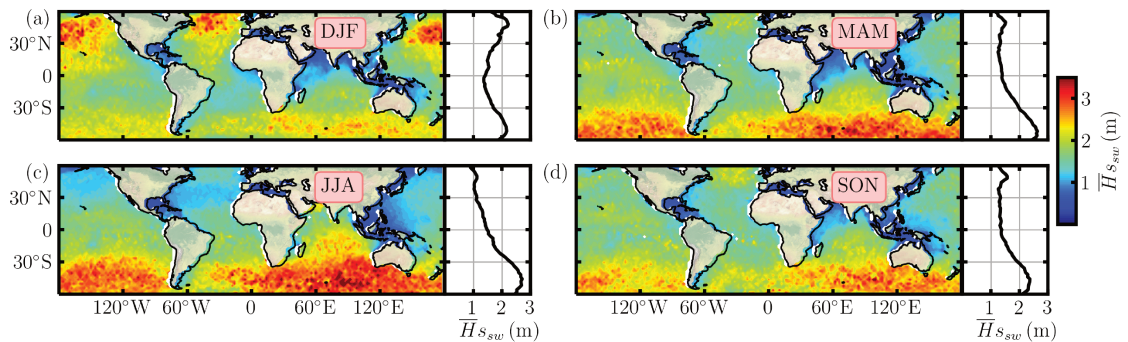 (a) DJF (b) MAM
30°N
0
30°S
3
2
1
H̅s_sw (m)
(c) JJA (d) SON
30°N
0
30°S
120°W 60°W 0 60°E 120°E 1 2 3 120°W 60°W 0 60°E 120°E 1 2 3
H̅s_sw (m) H̅s_sw (m)